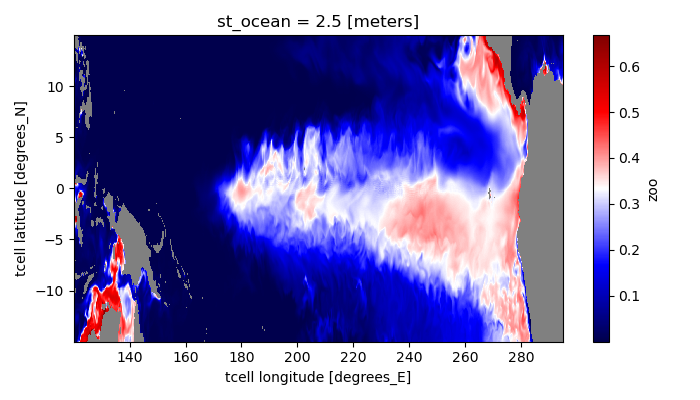 st_ocean = 2.5 [meters]
10
5
0
−5
−10
tcell latitude [degrees_N]
140 160 180 200 220 240 260 280
tcell longitude [degrees_E]
0.6
0.5
0.4
0.3
0.2
0.1
zoo